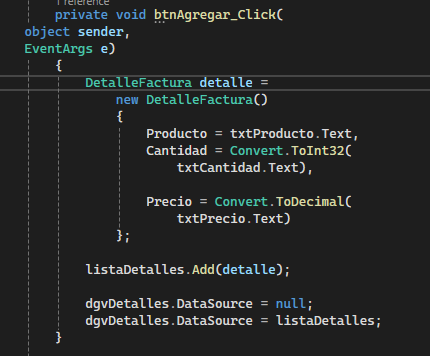 1 reference
private void btnAgregar_Click(
object sender,
EventArgs e)
{
DetalleFactura detalle =
new DetalleFactura()
{
Producto = txtProducto.Text,
Cantidad = Convert.ToInt32(
txtCantidad.Text),
Precio = Convert.ToDecimal(
txtPrecio.Text)
};
listaDetalles.Add(detalle);
dgvDetalles.DataSource = null;
dgvDetalles.DataSource = listaDetalles;
}